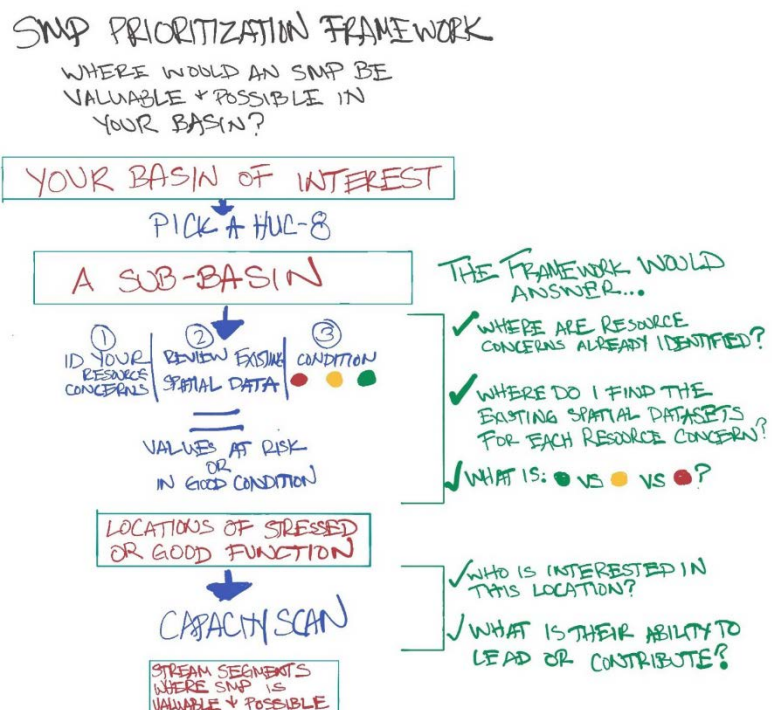 SMP PRIORITIZATION FRAMEWORK
WHERE WOULD AN SMP BE
VALUABLE + POSSIBLE IN
YOUR BASIN?
YOUR BASIN OF INTEREST
PICK A HUC-8
A SUB-BASIN
① ID YOUR
RESOURCE
CONCERNS
② REVIEW EXISTING
SPATIAL DATA
③ CONDITION
=
VALUES AT RISK
OR
IN GOOD CONDITION
LOCATIONS OF STRESSED
OR GOOD FUNCTION
CAPACITY SCAN
STREAM SEGMENTS
WHERE SMP IS
VALUABLE + POSSIBLE
THE FRAMEWORK WOULD
ANSWER...
✓ WHERE ARE RESOURCE
CONCERNS ALREADY IDENTIFIED?
✓ WHERE DO I FIND THE
EXISTING SPATIAL DATASETS
FOR EACH RESOURCE CONCERN?
✓ WHAT IS: ● VS ● VS ●?
✓ WHO IS INTERESTED IN
THIS LOCATION?
✓ WHAT IS THEIR ABILITY TO
LEAD OR CONTRIBUTE?